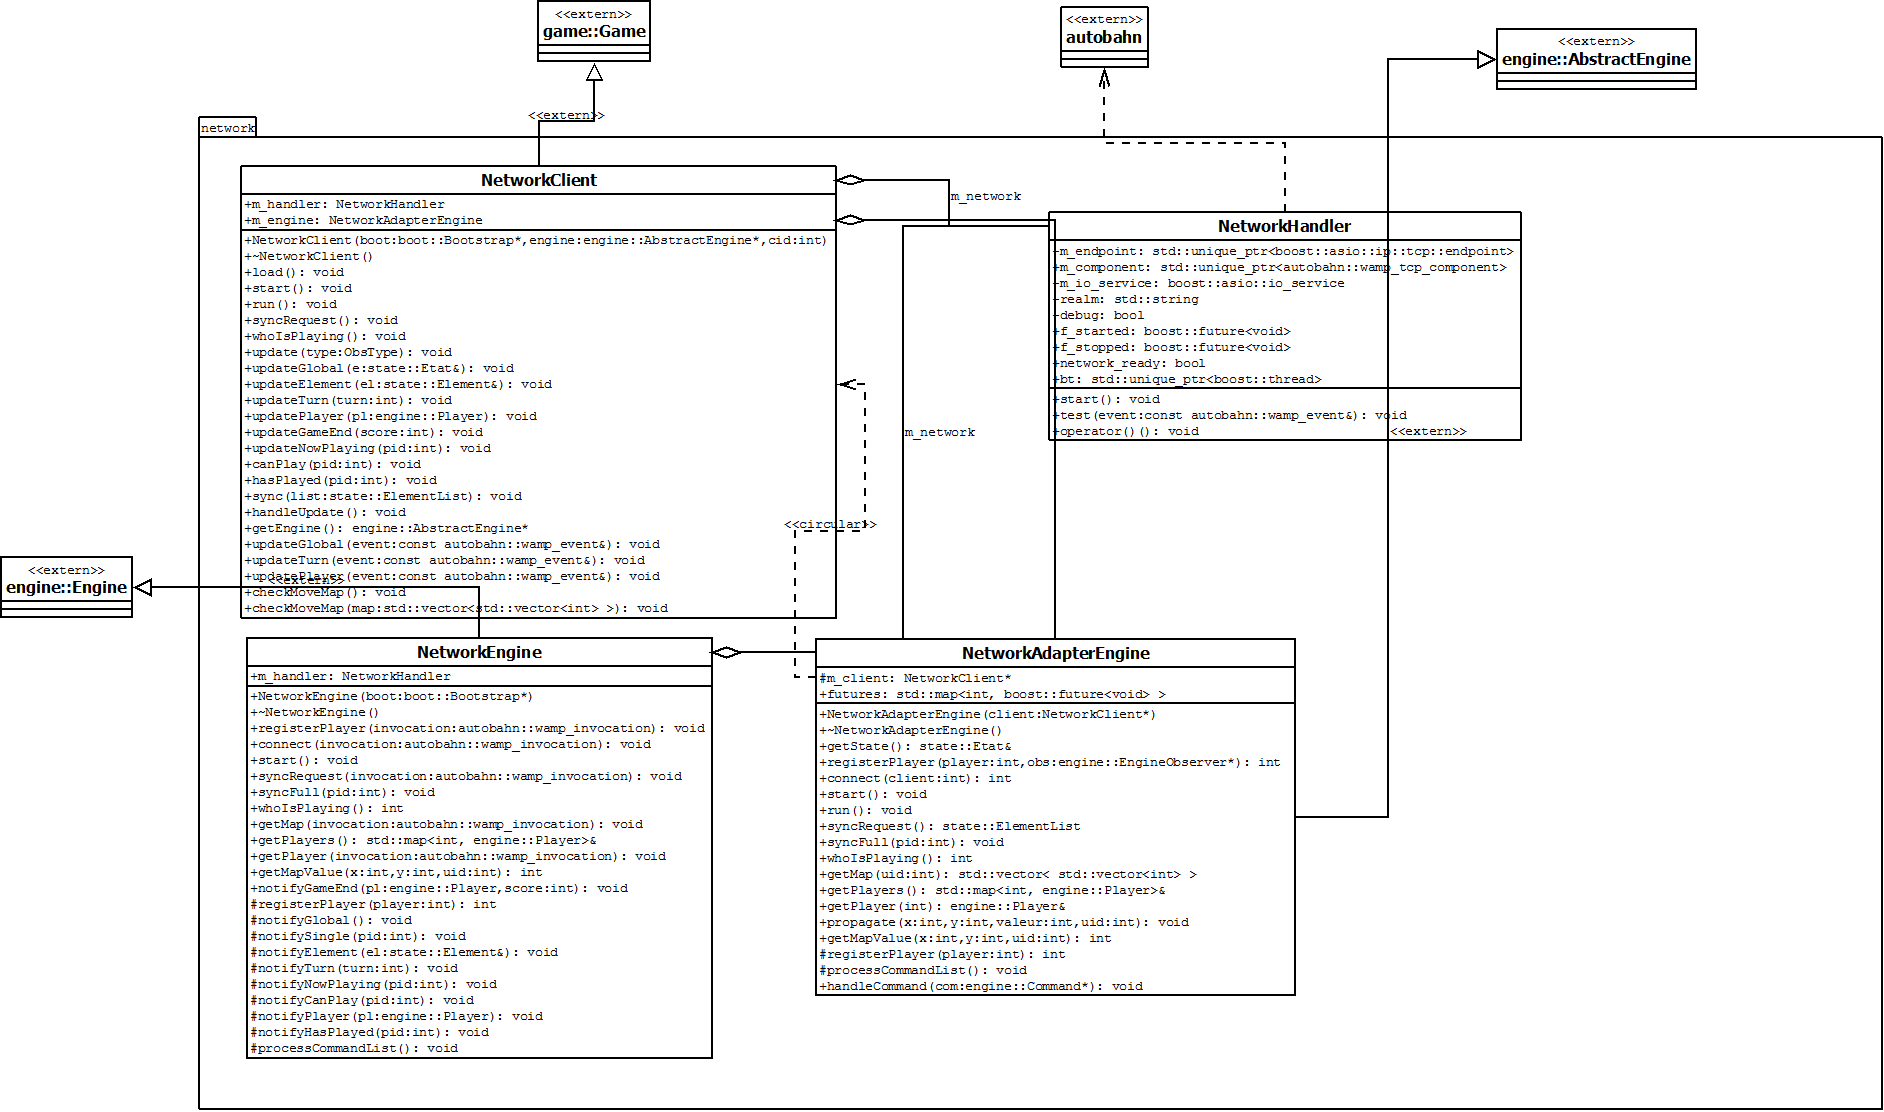 <<extern>>
game::Game
<<extern>>
autobahn
<<extern>>
engine::AbstractEngine
<<extern>>
network
NetworkClient
+m_handler: NetworkHandler
+m_engine: NetworkAdapterEngine
+NetworkClient(boot:boot::Bootstrap*,engine:engine::AbstractEngine*,cid:int)
+~NetworkClient()
+load(): void
+start(): void
+run(): void
+syncRequest(): void
+whoIsPlaying(): void
+update(type:ObsType): void
+updateGlobal(e:state::Etat&): void
+updateElement(el:state::Element&): void
+updateTurn(turn:int): void
+updatePlayer(pl:engine::Player): void
+updateGameEnd(score:int): void
+updateNowPlaying(pid:int): void
+canPlay(pid:int): void
+hasPlayed(pid:int): void
+sync(list:state::ElementList): void
+handleUpdate(): void
+getEngine(): engine::AbstractEngine*
+updateGlobal(event:const autobahn::wamp_event&): void
+updateTurn(event:const autobahn::wamp_event&): void
+updatePlayer(event:const autobahn::wamp_event&): void
+checkMoveMap(): void
+checkMoveMap(map:std::vector<std::vector<int> >): void
m_network
NetworkHandler
-m_endpoint: std::unique_ptr<boost::asio::ip::tcp::endpoint>
+m_component: std::unique_ptr<autobahn::wamp_tcp_component>
-m_io_service: boost::asio::io_service
-realm: std::string
-debug: bool
+f_started: boost::future<void>
+f_stopped: boost::future<void>
+network_ready: bool
+bt: std::unique_ptr<boost::thread>
+start(): void
+test(event:const autobahn::wamp_event&): void
+operator()(): void
<<extern>>
m_network
<<circular>>
<<extern>>
engine::Engine
<<extern>>
NetworkEngine
+m_handler: NetworkHandler
+NetworkEngine(boot:boot::Bootstrap*)
+~NetworkEngine()
+registerPlayer(invocation:autobahn::wamp_invocation): void
+connect(invocation:autobahn::wamp_invocation): void
+start(): void
+syncRequest(invocation:autobahn::wamp_invocation): void
+syncFull(pid:int): void
+whoIsPlaying(): int
+getMap(invocation:autobahn::wamp_invocation): void
+getPlayers(): std::map<int, engine::Player>&
+getPlayer(invocation:autobahn::wamp_invocation): void
+getMapValue(x:int,y:int,uid:int): int
+notifyGameEnd(pl:engine::Player,score:int): void
#registerPlayer(player:int): int
#notifyGlobal(): void
#notifySingle(pid:int): void
#notifyElement(el:state::Element&): void
#notifyTurn(turn:int): void
#notifyNowPlaying(pid:int): void
#notifyCanPlay(pid:int): void
#notifyPlayer(pl:engine::Player): void
#notifyHasPlayed(pid:int): void
#processCommandList(): void
NetworkAdapterEngine
#m_client: NetworkClient*
+futures: std::map<int, boost::future<void> >
+NetworkAdapterEngine(client:NetworkClient*)
+~NetworkAdapterEngine()
+getState(): state::Etat&
+registerPlayer(player:int,obs:engine::EngineObserver*): int
+connect(client:int): int
+start(): void
+run(): void
+syncRequest(): state::ElementList
+syncFull(pid:int): void
+whoIsPlaying(): int
+getMap(uid:int): std::vector< std::vector<int> >
+getPlayers(): std::map<int, engine::Player>&
+getPlayer(int): engine::Player&
+propagate(x:int,y:int,valeur:int,uid:int): void
+getMapValue(x:int,y:int,uid:int): int
#registerPlayer(player:int): int
#processCommandList(): void
+handleCommand(com:engine::Command*): void